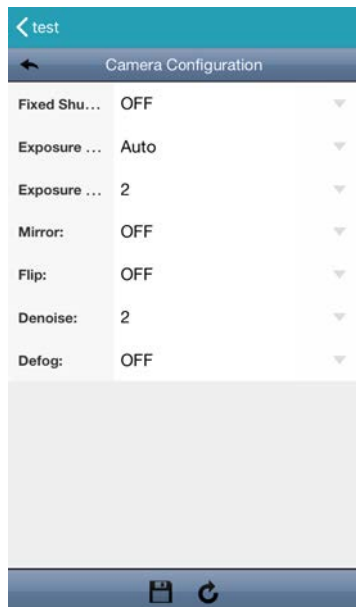 test
Camera Configuration
Fixed Shu... OFF
Exposure ... Auto
Exposure ... 2
Mirror: OFF
Flip: OFF
Denoise: 2
Defog: OFF